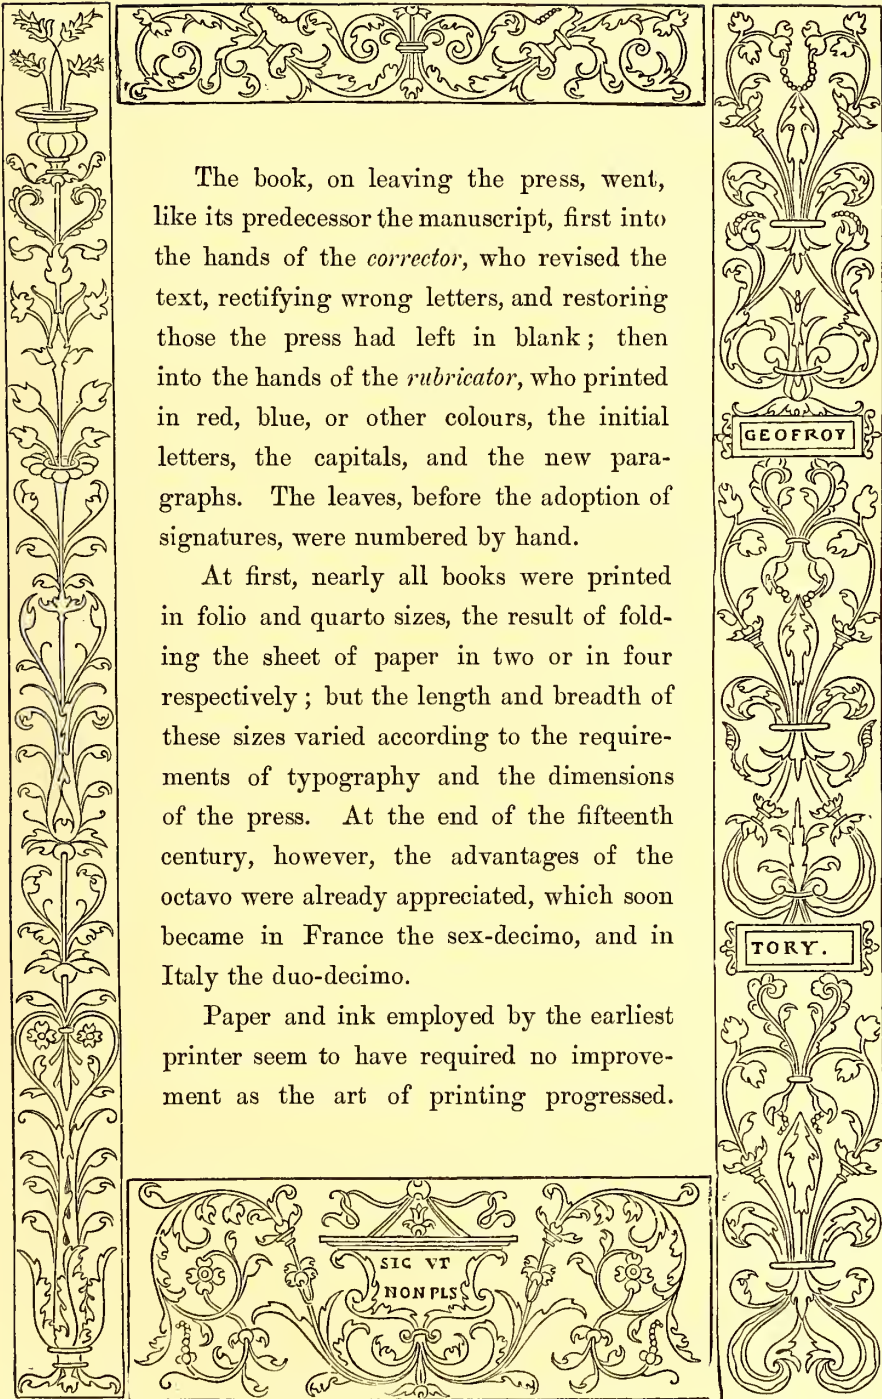 The book, on leaving the press, went,
like its predecessor the manuscript, first into
the hands of the corrector, who revised the
text, rectifying wrong letters, and restoring
those the press had left in blank ; then
into the hands of the rubricator, who printed
in red, blue, or other colours, the initial
letters, the capitals, and the new para-
graphs. The leaves, before the adoption of
signatures, were numbered by hand.
At first, nearly all books were printed
in folio and quarto sizes, the result of fold-
ing the sheet of paper in two or in four
respectively ; but the length and breadth of
these sizes varied according to the require-
ments of typography and the dimensions
of the press. At the end of the fifteenth
century, however, the advantages of the
octavo were already appreciated, which soon
became in France the sex-decimo, and in
Italy the duo-decimo.
Paper and ink employed by the earliest
printer seem to have required no improve-
ment as the art of printing progressed.
GEOFROY
TORY.
SIC VT
NON PLS